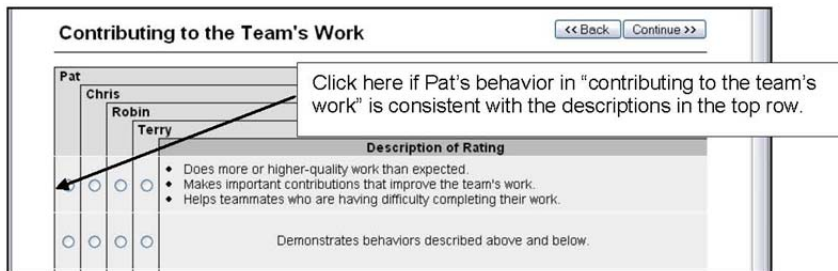 Contributing to the Team's Work
<< Back
Continue >>
Pat
Chris
Robin
Terry
Click here if Pat's behavior in "contributing to the team's
work" is consistent with the descriptions in the top row.
Description of Rating
• Does more or higher-quality work than expected.
• Makes important contributions that improve the team's work.
• Helps teammates who are having difficulty completing their work.
Demonstrates behaviors described above and below.